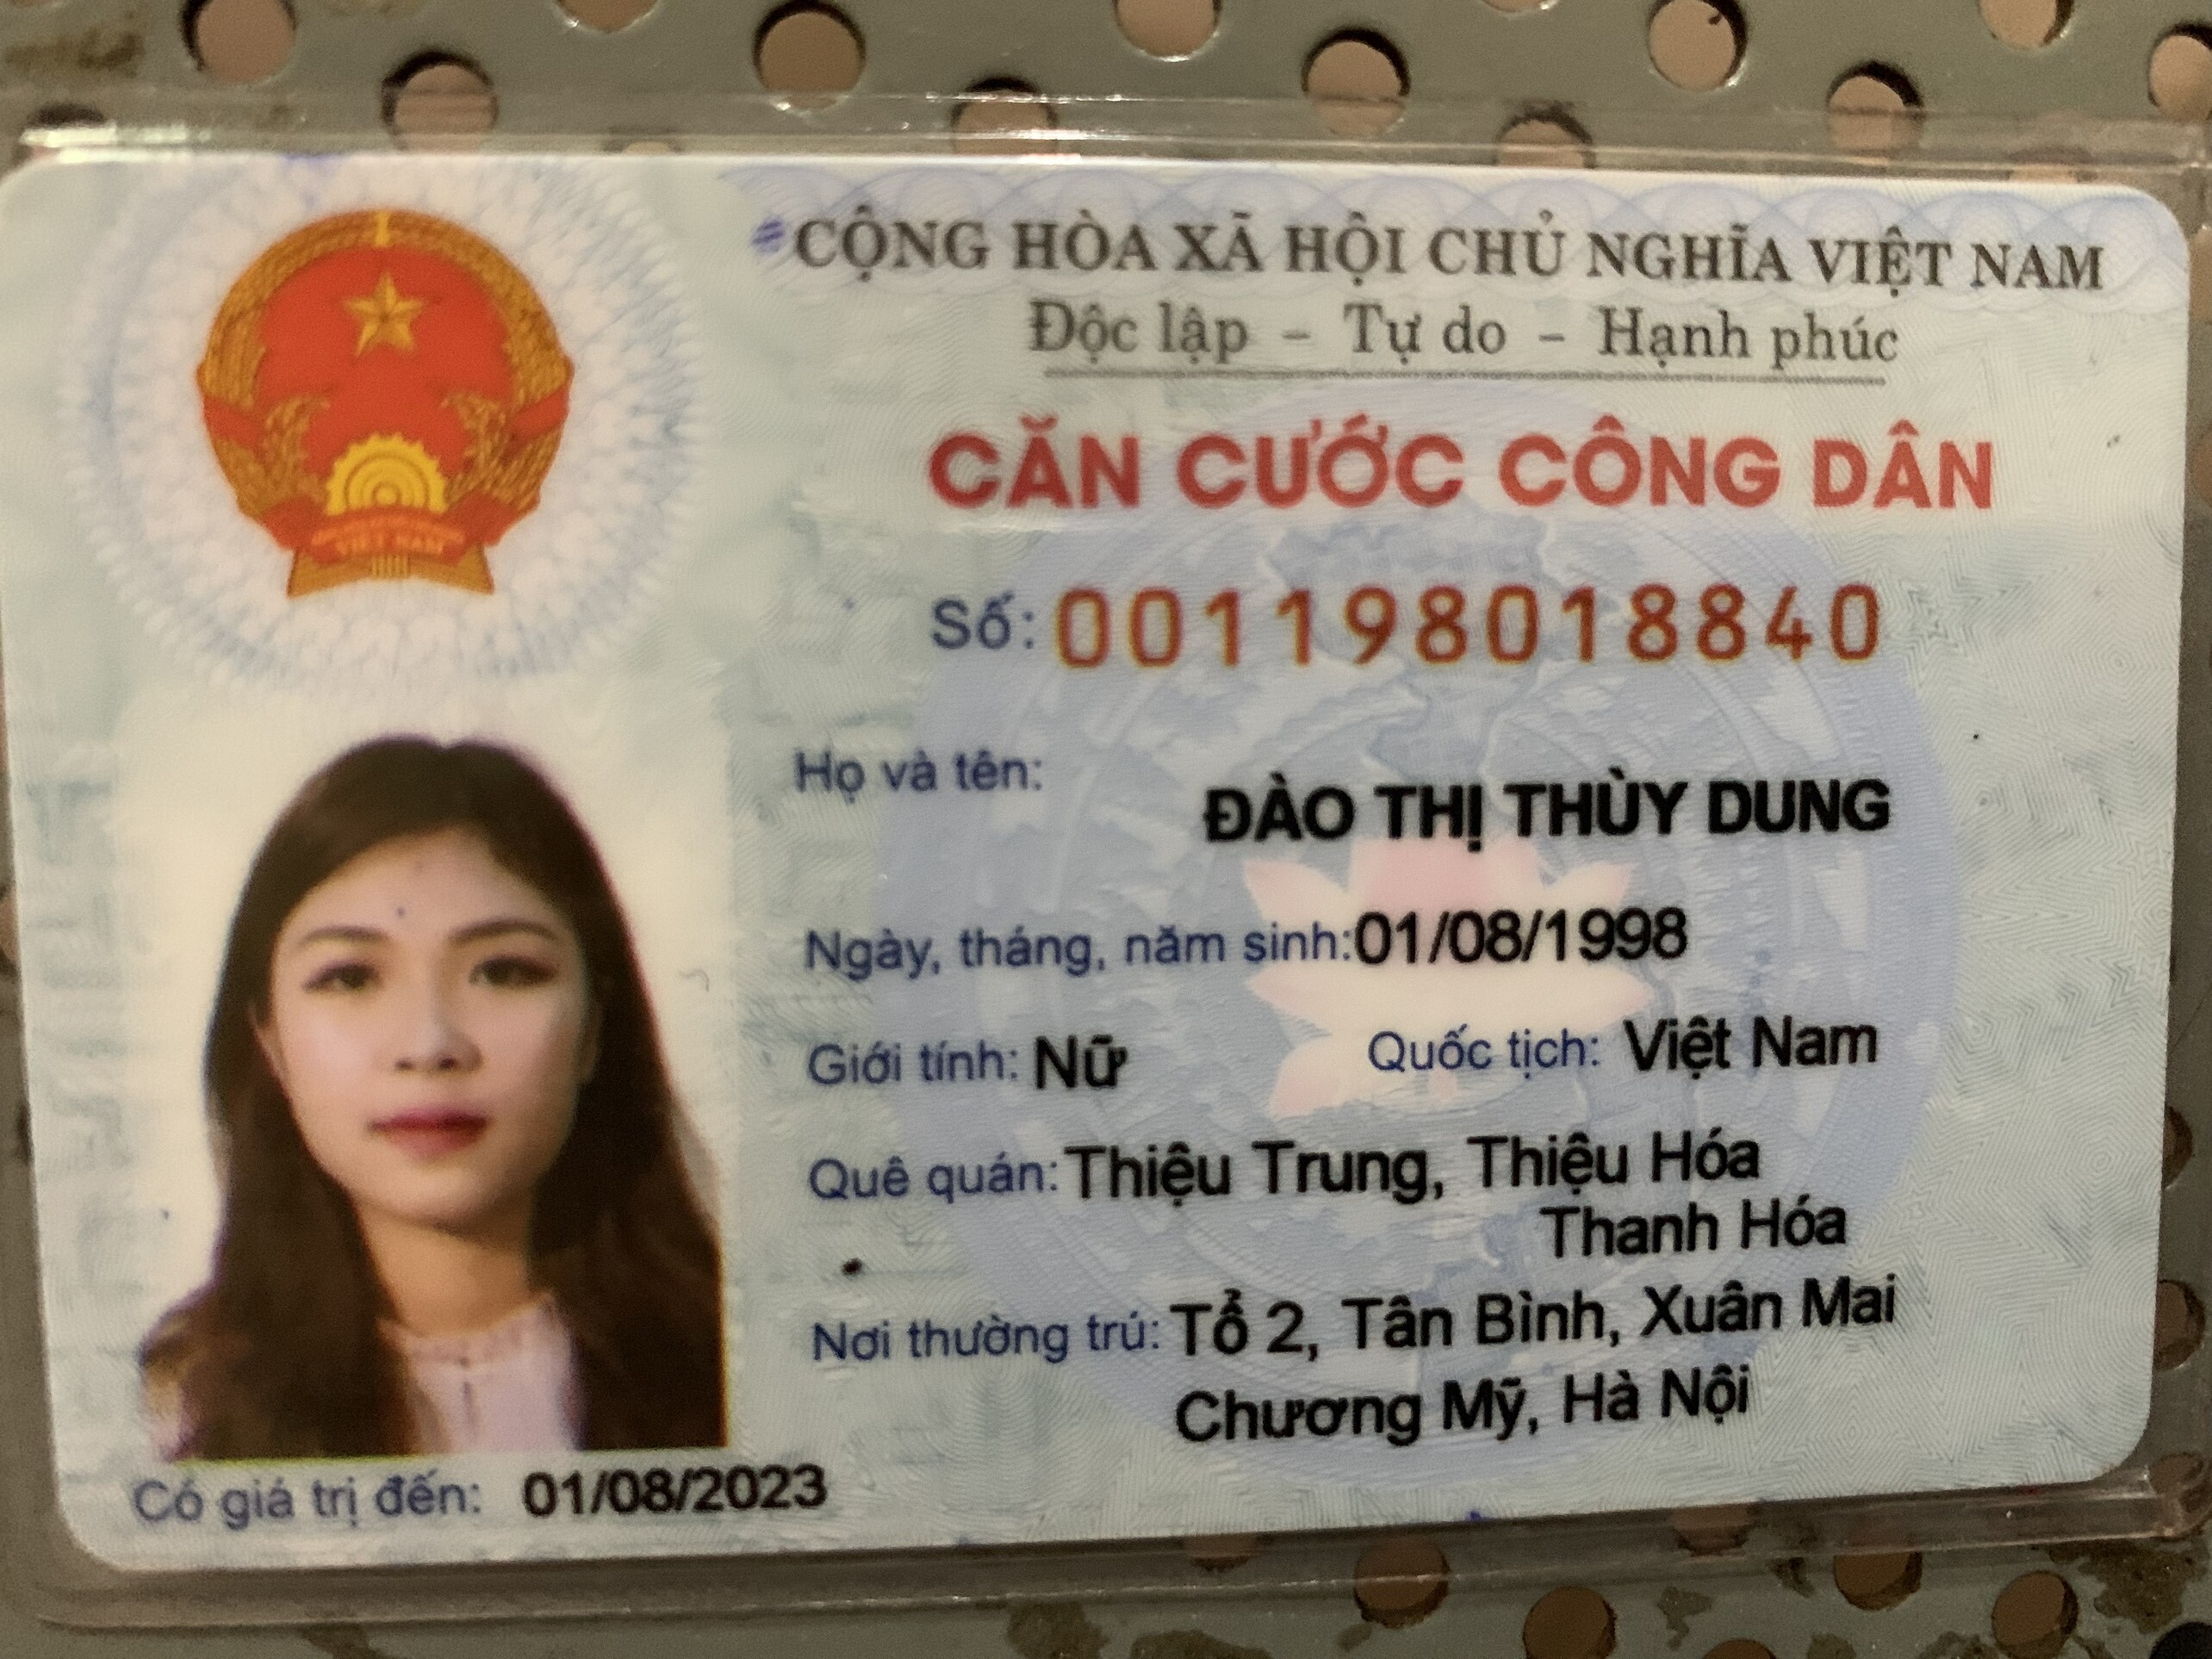 CỘNG HÒA XÃ HỘI CHỦ NGHĨA VIỆT NAM
Độc lập - Tự do - Hạnh phúc
CĂN CƯỚC CÔNG DÂN
Số: 001198018840
Họ và tên:
ĐÀO THỊ THÙY DUNG
Ngày, tháng, năm sinh: 01/08/1998
Giới tính: Nữ Quốc tịch: Việt Nam
Quê quán: Thiệu Trung, Thiệu Hóa
Thanh Hóa
Nơi thường trú: Tổ 2, Tân Bình, Xuân Mai
Chương Mỹ, Hà Nội
Có giá trị đến: 01/08/2023
VIỆT NAM